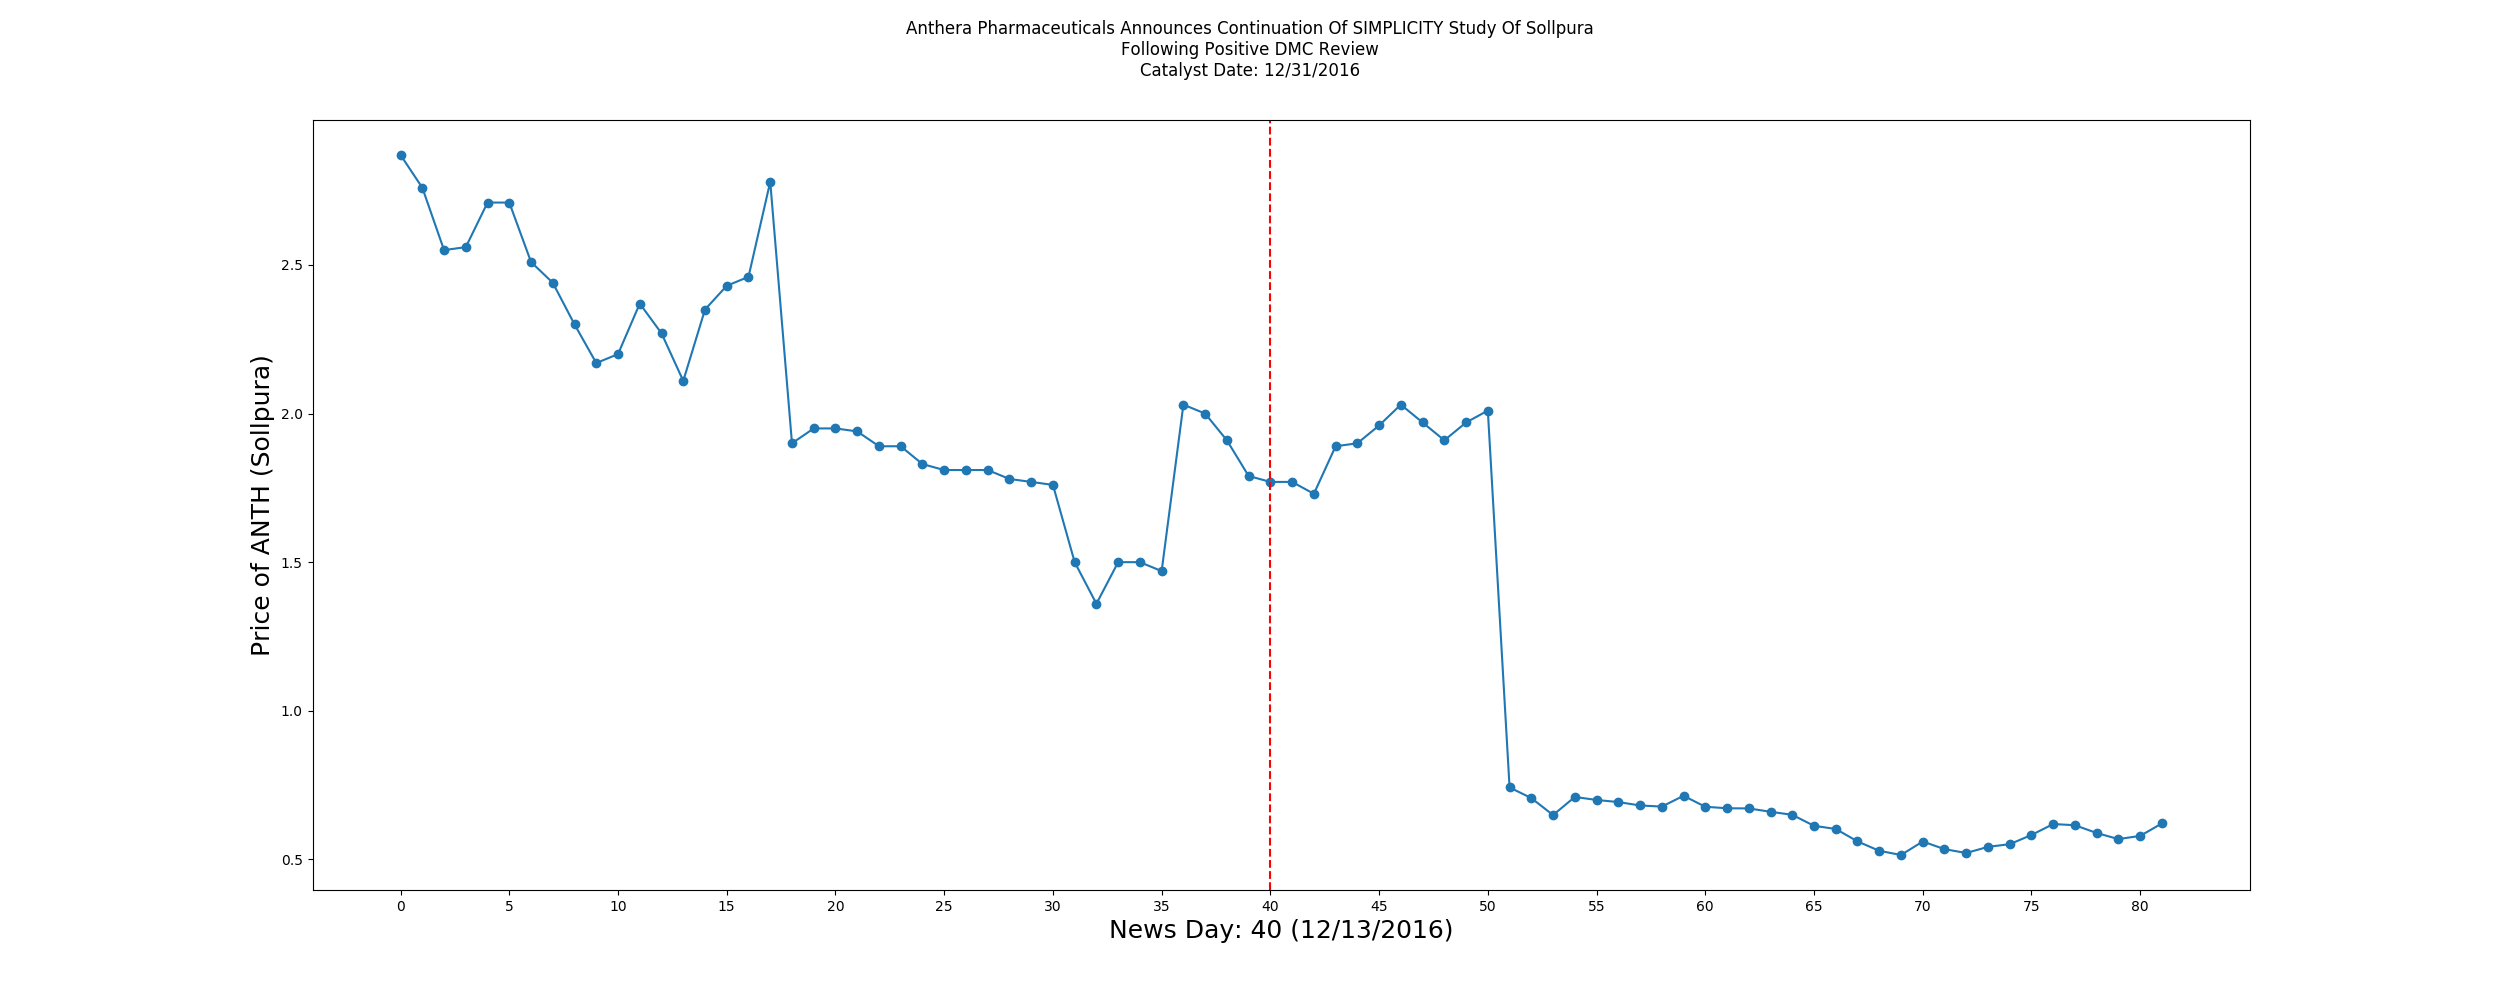 Anthera Pharmaceuticals Announces Continuation Of SIMPLICITY Study Of Sollpura
Following Positive DMC Review
Catalyst Date: 12/31/2016
Price of ANTH (Sollpura)
2.5
2.0
1.5
1.0
0.5
0 5 10 15 20 25 30 35 40 45 50 55 60 65 70 75 80
News Day: 40 (12/13/2016)